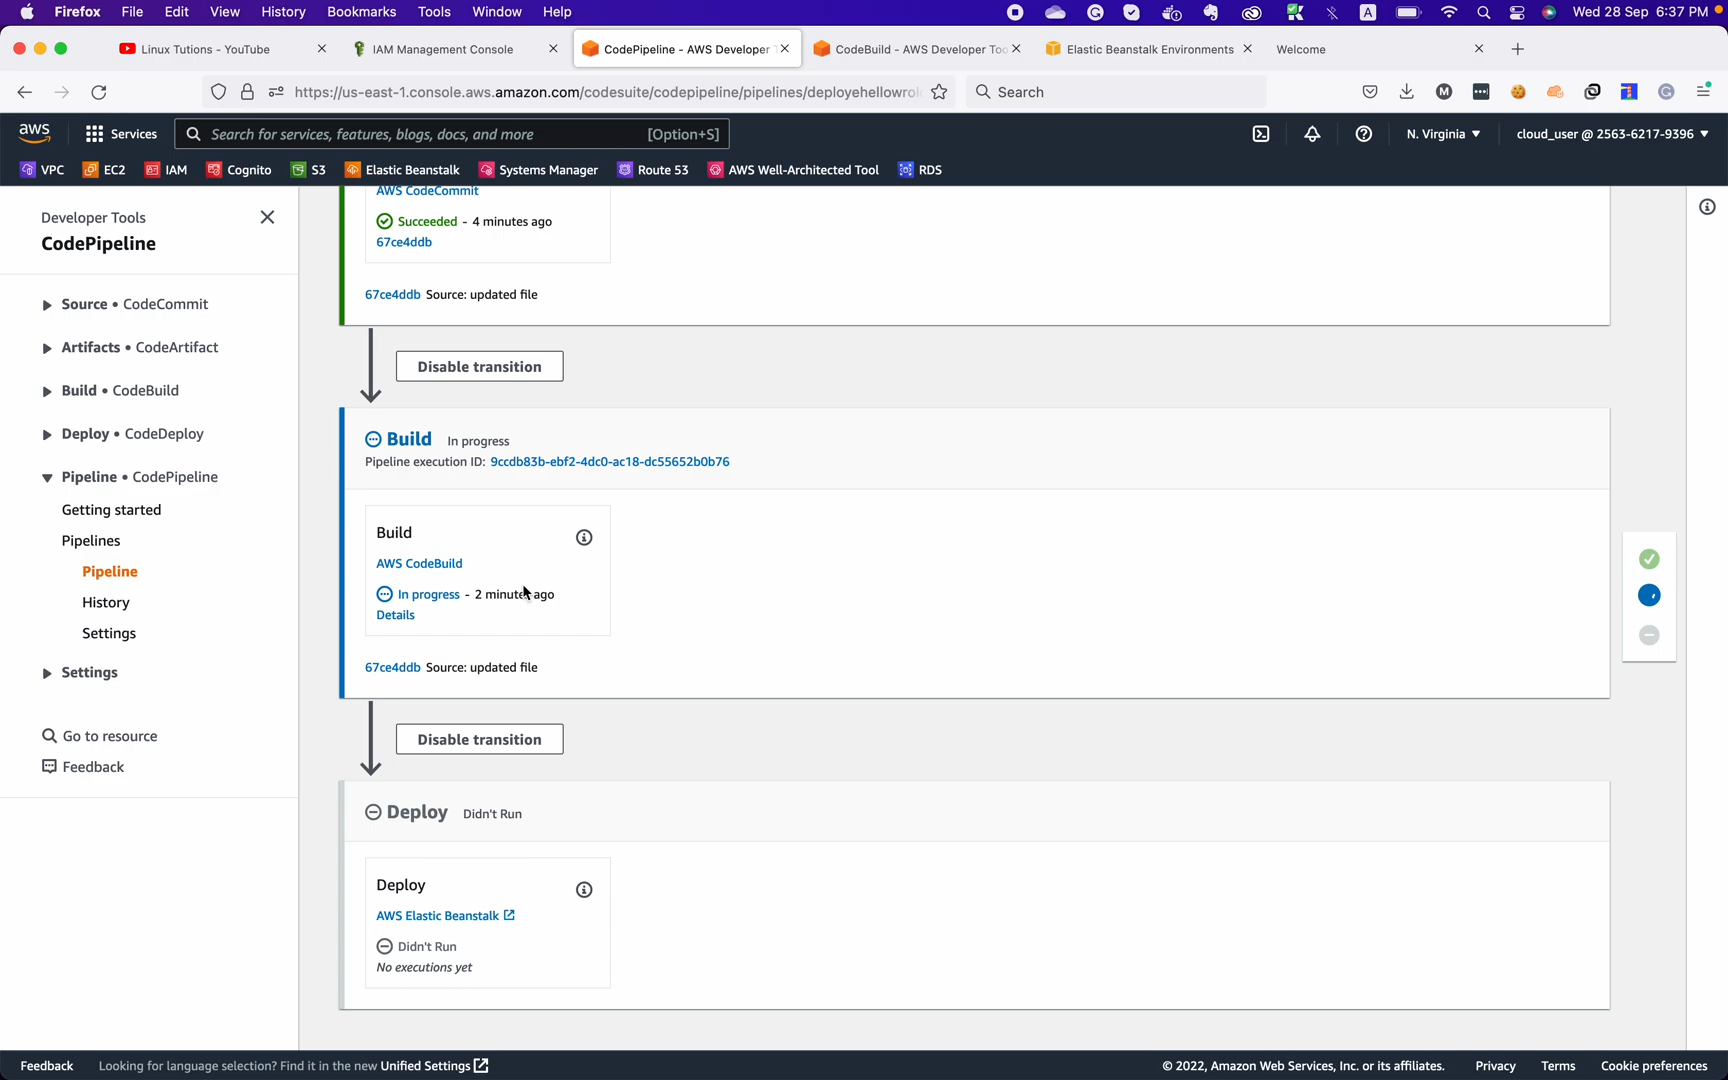 Firefox File Edit View History Bookmarks Tools Window Help A Wed 28 Sep 6:37 PM
Linux Tutions - YouTube
IAM Management Console
CodePipeline - AWS Developer
CodeBuild - AWS Developer Too
Elastic Beanstalk Environments
Welcome
https://us-east-1.console.aws.amazon.com/codesuite/codepipeline/pipelines/deployehellowrol
Search
aws Services Search for services, features, blogs, docs, and more [Option+S] N. Virginia cloud_user @ 2563-6217-9396
VPC EC2 IAM Cognito S3 Elastic Beanstalk Systems Manager Route 53 AWS Well-Architected Tool RDS
Developer Tools
CodePipeline
Source • CodeCommit
Artifacts • CodeArtifact
Build • CodeBuild
Deploy • CodeDeploy
Pipeline • CodePipeline
Getting started
Pipelines
Pipeline
History
Settings
Settings
Go to resource
Feedback
AWS CodeCommit
Succeeded - 4 minutes ago
67ce4ddb
67ce4ddb Source: updated file
Disable transition
Build In progress
Pipeline execution ID: 9ccdb83b-ebf2-4dc0-ac18-dc55652b0b76
Build
AWS CodeBuild
In progress - 2 minutes ago
Details
67ce4ddb Source: updated file
Disable transition
Deploy Didn't Run
Deploy
AWS Elastic Beanstalk
Didn't Run
No executions yet
Feedback Looking for language selection? Find it in the new Unified Settings © 2022, Amazon Web Services, Inc. or its affiliates. Privacy Terms Cookie preferences